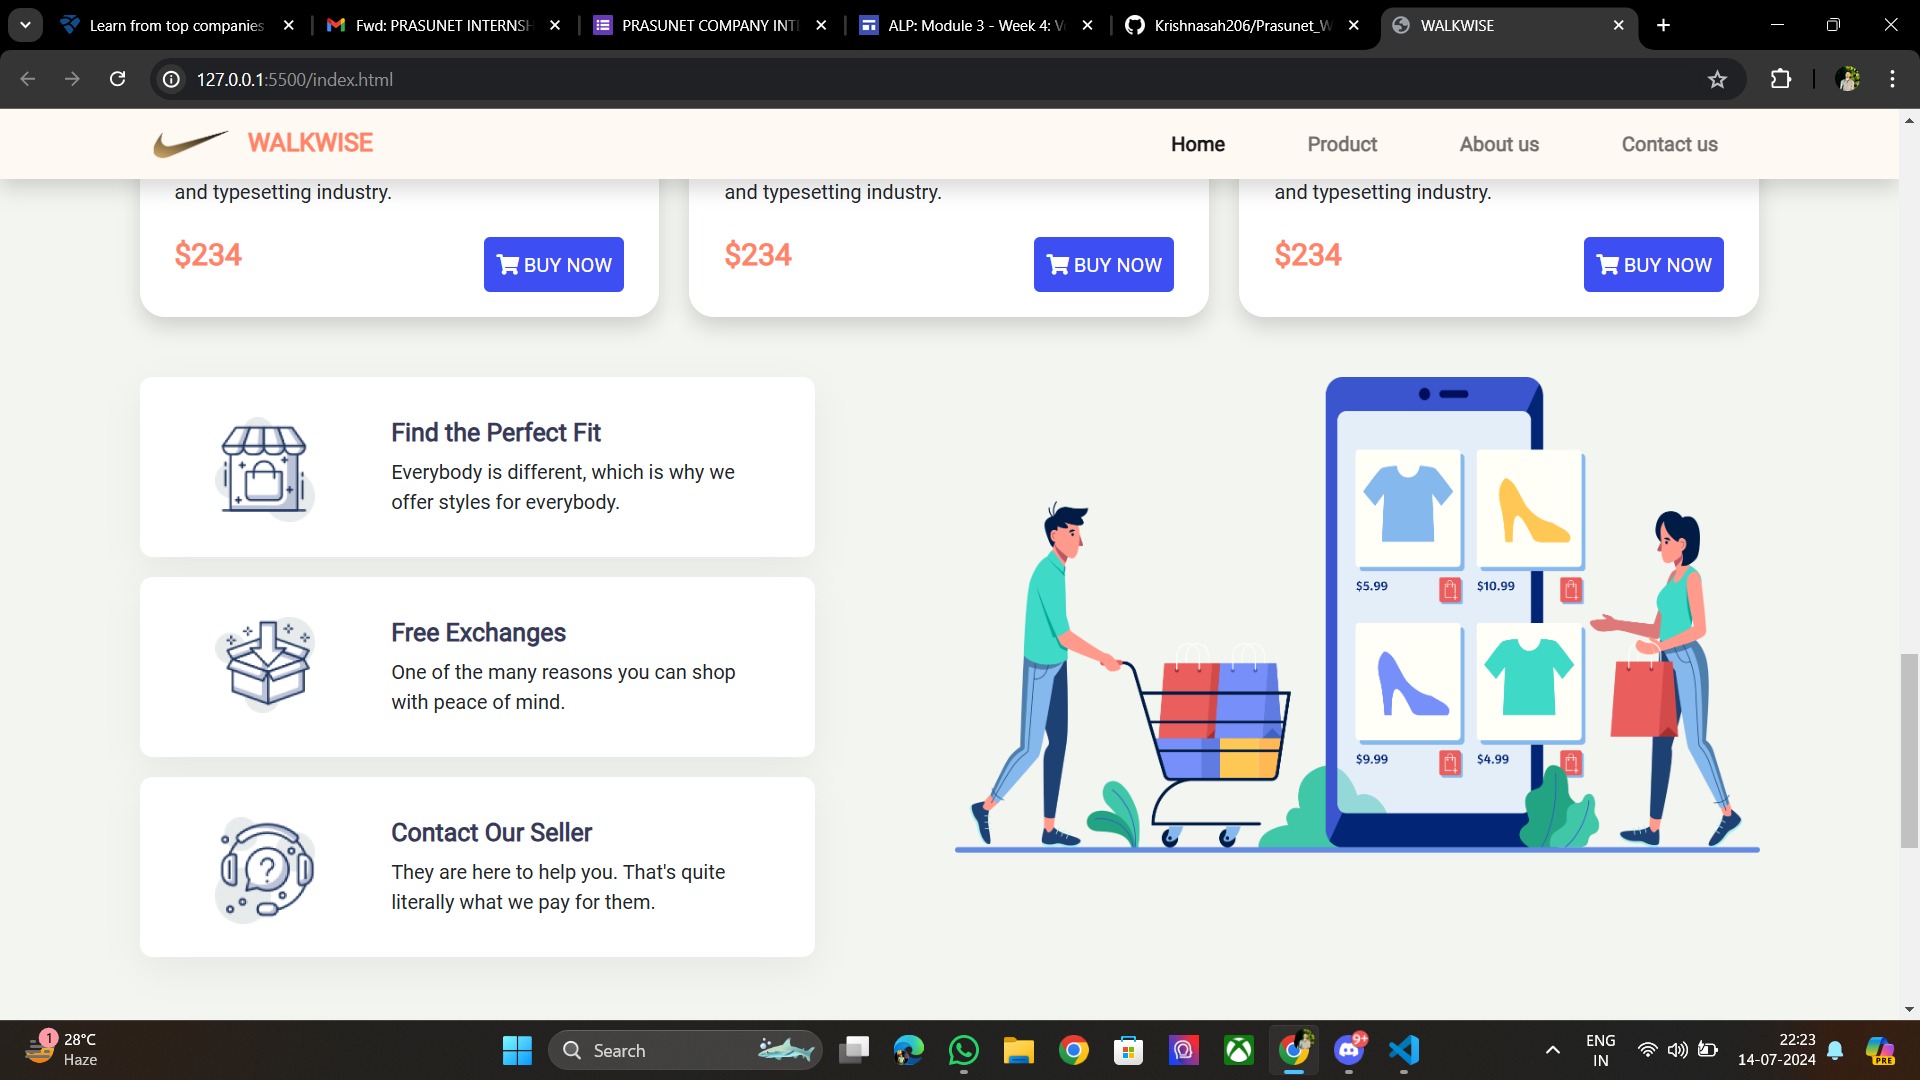 Learn from top companies
Fwd: PRASUNET INTERNSH
PRASUNET COMPANY INTE
ALP: Module 3 - Week 4: V
Krishnasah206/Prasunet_W
WALKWISE
127.0.0.1:5500/index.html
WALKWISE
Home
Product
About us
Contact us
and typesetting industry.
and typesetting industry.
and typesetting industry.
$234
BUY NOW
$234
BUY NOW
$234
BUY NOW
Find the Perfect Fit
Everybody is different, which is why we
offer styles for everybody.
Free Exchanges
One of the many reasons you can shop
with peace of mind.
Contact Our Seller
They are here to help you. That's quite
literally what we pay for them.
$5.99
$10.99
$9.99
$4.99
1
28°C
Haze
Search
9+
ENG
IN
22:23
14-07-2024
PRE